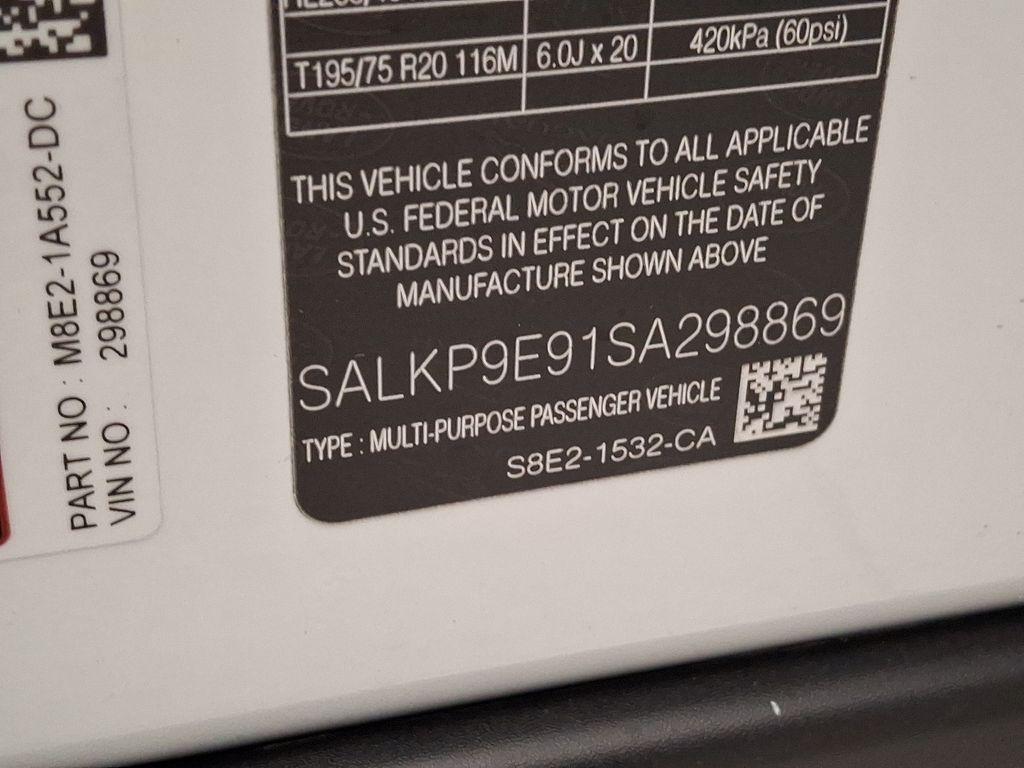 T195/75 R20 116M 6.0J x 20 420kPa (60psi)
THIS VEHICLE CONFORMS TO ALL APPLICABLE
U.S. FEDERAL MOTOR VEHICLE SAFETY
STANDARDS IN EFFECT ON THE DATE OF
MANUFACTURE SHOWN ABOVE
SALKP9E91SA298869
TYPE : MULTI-PURPOSE PASSENGER VEHICLE
S8E2-1532-CA
PART NO : M8E2-1A552-DC
VIN NO : 298869